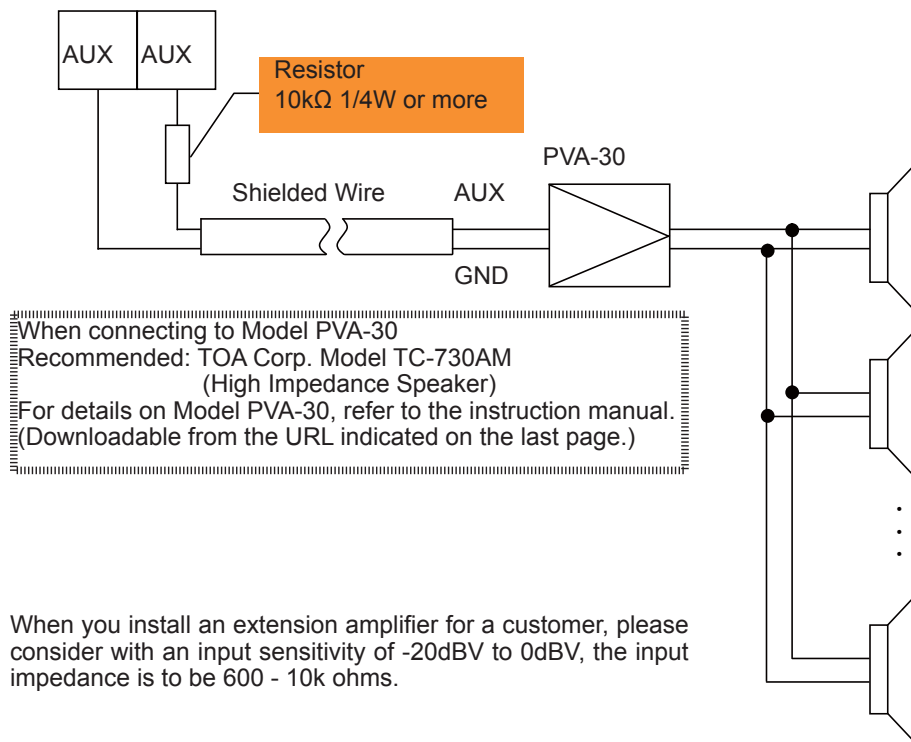 AUX AUX
Resistor
10kΩ 1/4W or more
PVA-30
Shielded Wire
AUX
GND
When connecting to Model PVA-30
Recommended: TOA Corp. Model TC-730AM
(High Impedance Speaker)
For details on Model PVA-30, refer to the instruction manual.
(Downloadable from the URL indicated on the last page.)
When you install an extension amplifier for a customer, please
consider with an input sensitivity of -20dBV to 0dBV, the input
impedance is to be 600 - 10k ohms.